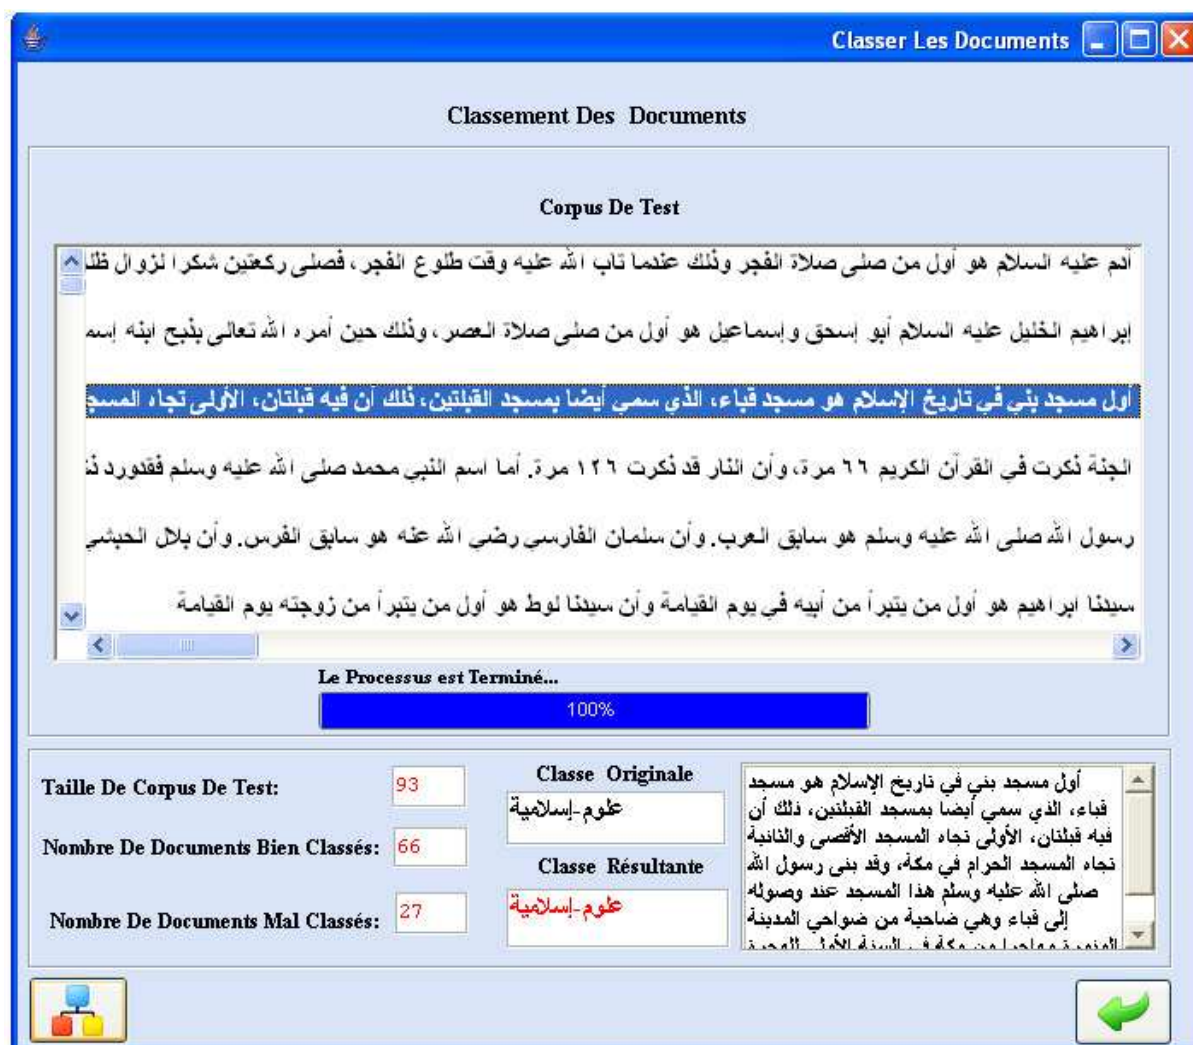 Classer Les Documents
Classement Des Documents
Corpus De Test
آدم عليه السلام هو أول من صلى صلاة الفجر وذلك عندما تاب الله عليه وقت طلوع الفجر، فصلى ركعتين شكرا لزوال
إبراهيم الخليل عليه السلام أبو إسحق وإسماعيل هو أول من صلى صلاة العصر، وذلك حين أمره الله تعالى بذبح ابنه
أول مسجد بني في تاريخ الإسلام هو مسجد قباء، الذي سمي أيضا بمسجد القبلتين، ذلك أن فيه قبلتان، الأولى تجاه
الجنة ذكرت في القرآن الكريم ٦٦ مرة، وأن النار قد ذكرت ١٢٦ مرة. أما اسم النبي محمد صلى الله عليه وسلم فقدورد
رسول الله صلى الله عليه وسلم هو سابق العرب. وأن سلمان الفارسي رضي الله عنه هو سابق الفرس. وأن بلال الحبشي
سيدنا ابراهيم هو أول من يتبرأ من أبيه في يوم القيامة وأن سيدنا لوط هو أول من يتبرأ من زوجته يوم القيامة
Le Processus est Terminé...
100%
Taille De Corpus De Test: 93
Nombre De Documents Bien Classés: 66
Nombre De Documents Mal Classés: 27
Classe Originale
علوم-إسلامية
Classe Résultante
علوم-إسلامية
أول مسجد بني في تاريخ الإسلام هو مسجد
قباء، الذي سمي أيضا بمسجد القبلتين، ذلك أن
فيه قبلتان، الأولى تجاه المسجد الأقصى والثانية
تجاه المسجد الحرام في مكة، وقد بنى رسول الله
صلى الله عليه وسلم هذا المسجد عند وصوله
إلى قباء وهي ضاحية من ضواحي المدينة
المنورة مهاجرا من مكة في السنة الأولى للهجرة